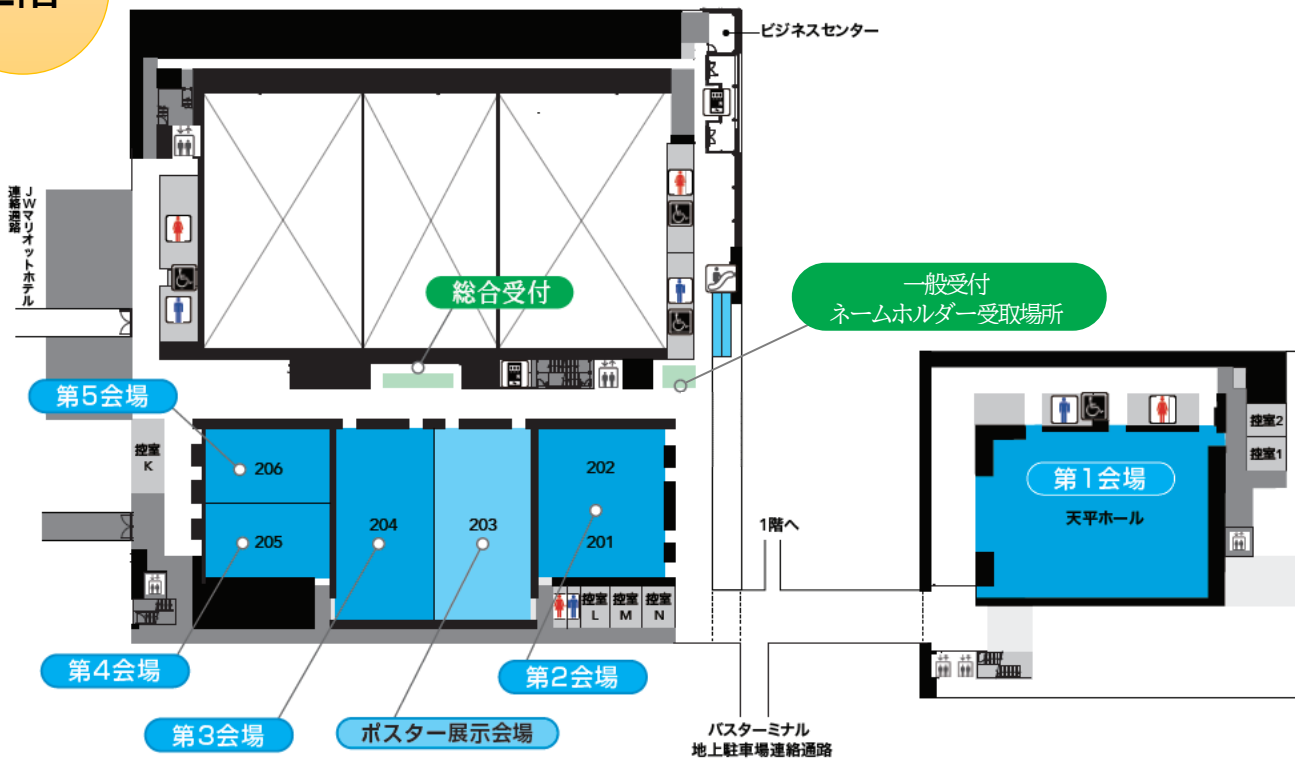 階
ビジネスセンター
JWマリオットホテル
連絡通路
総合受付
一般受付
ネームホルダー受取場所
第5会場
控室
K
206
205
204
203
202
201
第1会場
天平ホール
控室2
控室1
1階へ
控室
L
控室
M
控室
N
第4会場
第2会場
第3会場
ポスター展示会場
バスターミナル
地上駐車場連絡通路